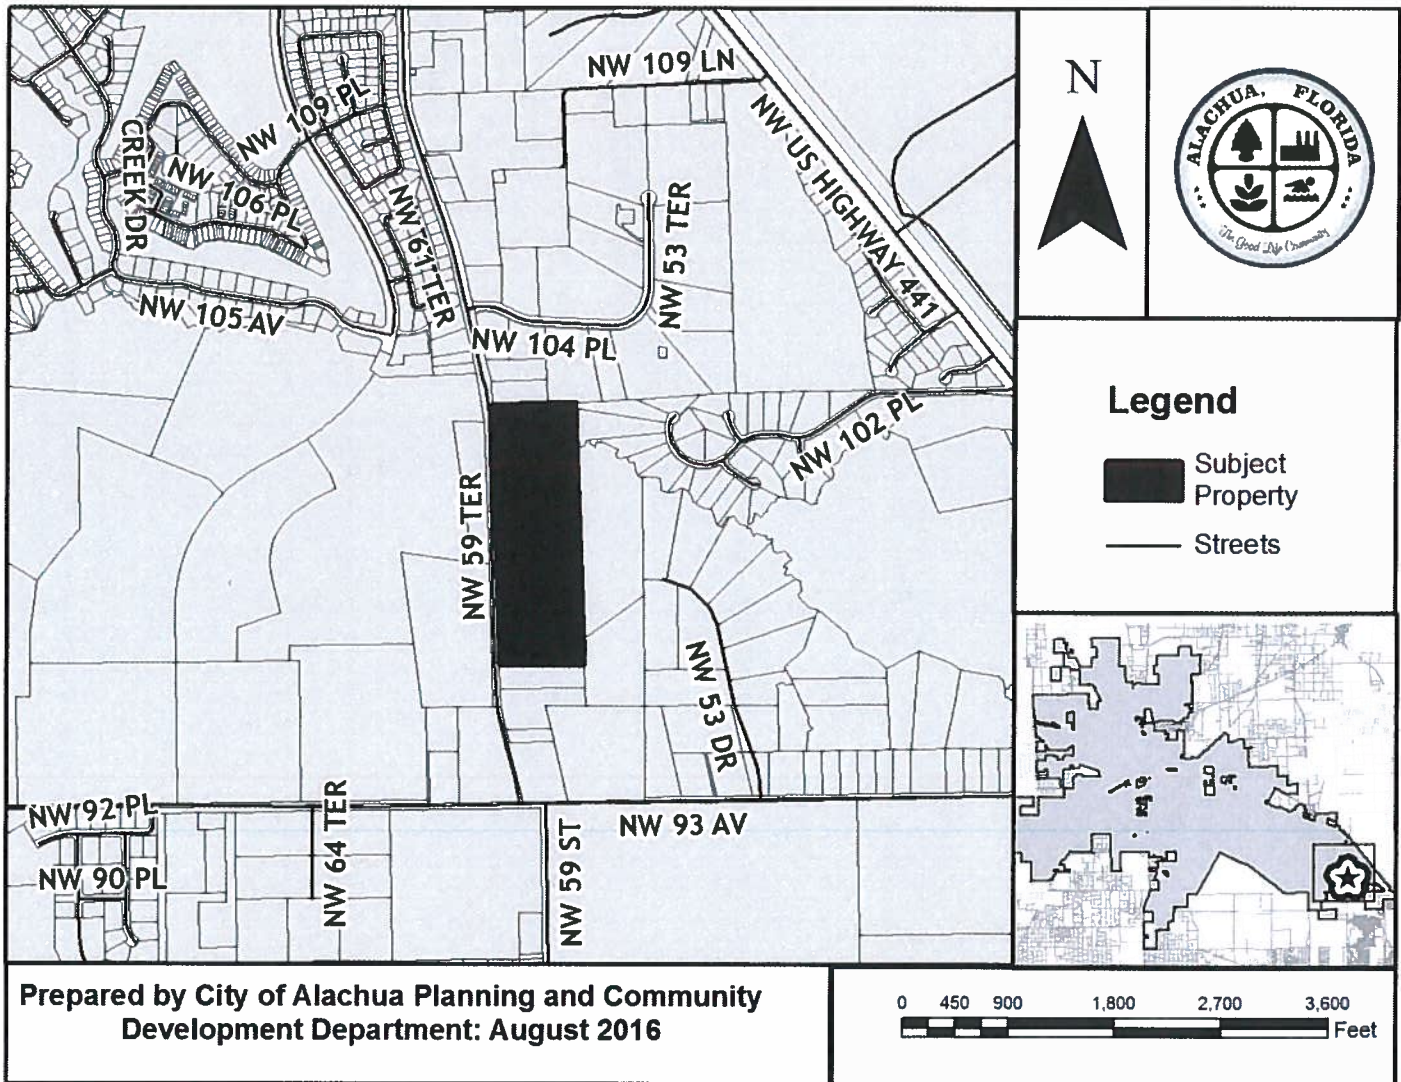 NW 109 LN
NW US HIGHWAY 441
NW 109 PL
CREEK DR
NW 106 PL
NW 61 TER
NW 53 TER
NW 105 AV
NW 104 PL
NW 102 PL
NW 59 TER
NW 53 DR
NW 92 PL
NW 64 TER
NW 59 ST
NW 93 AV
NW 90 PL
N
ALACHUA, FLORIDA
The Good Life Community
Legend
Subject
Property
Streets
Prepared by City of Alachua Planning and Community
Development Department: August 2016
0 450 900 1,800 2,700 3,600
Feet